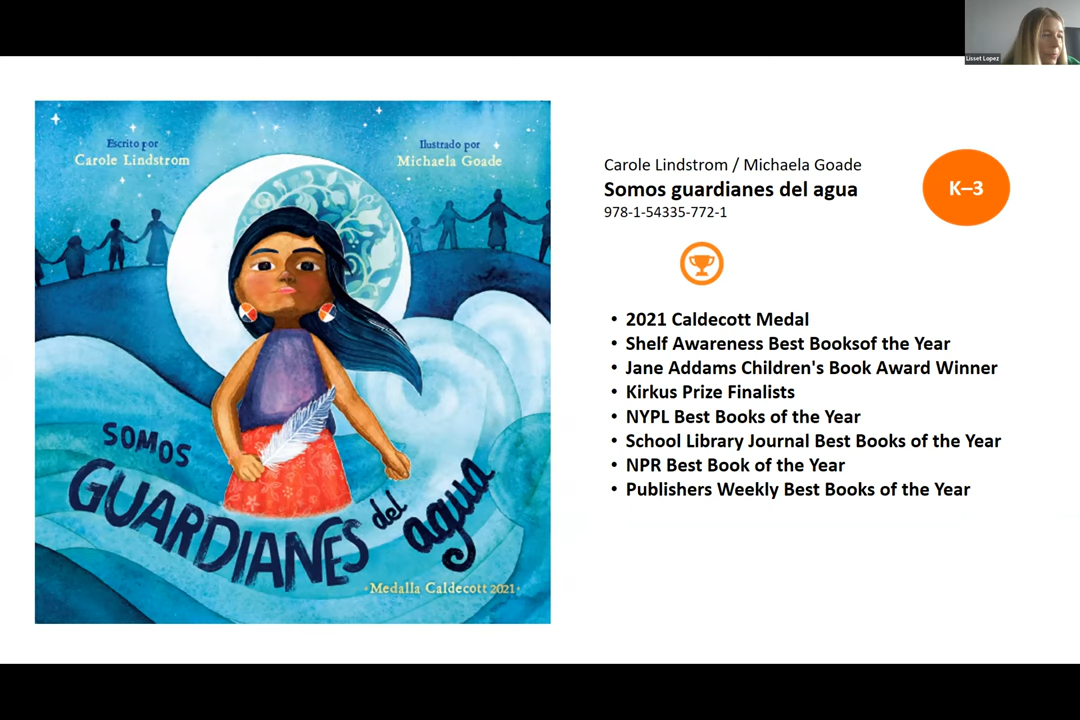 Lisset Lopez
Escrito por
Carole Lindstrom
Ilustrado por
Michaela Goade
SOMOS
GUARDIANES
del
agua
·Medalla Caldecott 2021·
Carole Lindstrom / Michaela Goade
Somos guardianes del agua
978-1-54335-772-1
K–3
• 2021 Caldecott Medal
• Shelf Awareness Best Booksof the Year
• Jane Addams Children's Book Award Winner
• Kirkus Prize Finalists
• NYPL Best Books of the Year
• School Library Journal Best Books of the Year
• NPR Best Book of the Year
• Publishers Weekly Best Books of the Year